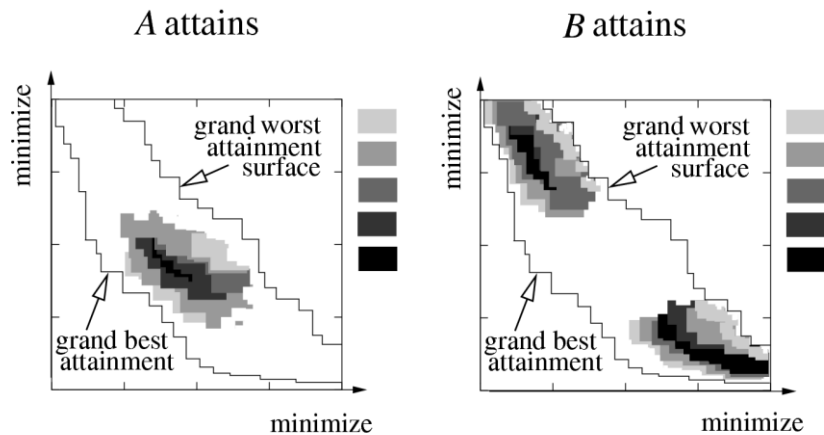 A attains
minimize
grand worst
attainment
surface
grand best
attainment
minimize
B attains
minimize
grand worst
attainment
surface
grand best
attainment
minimize